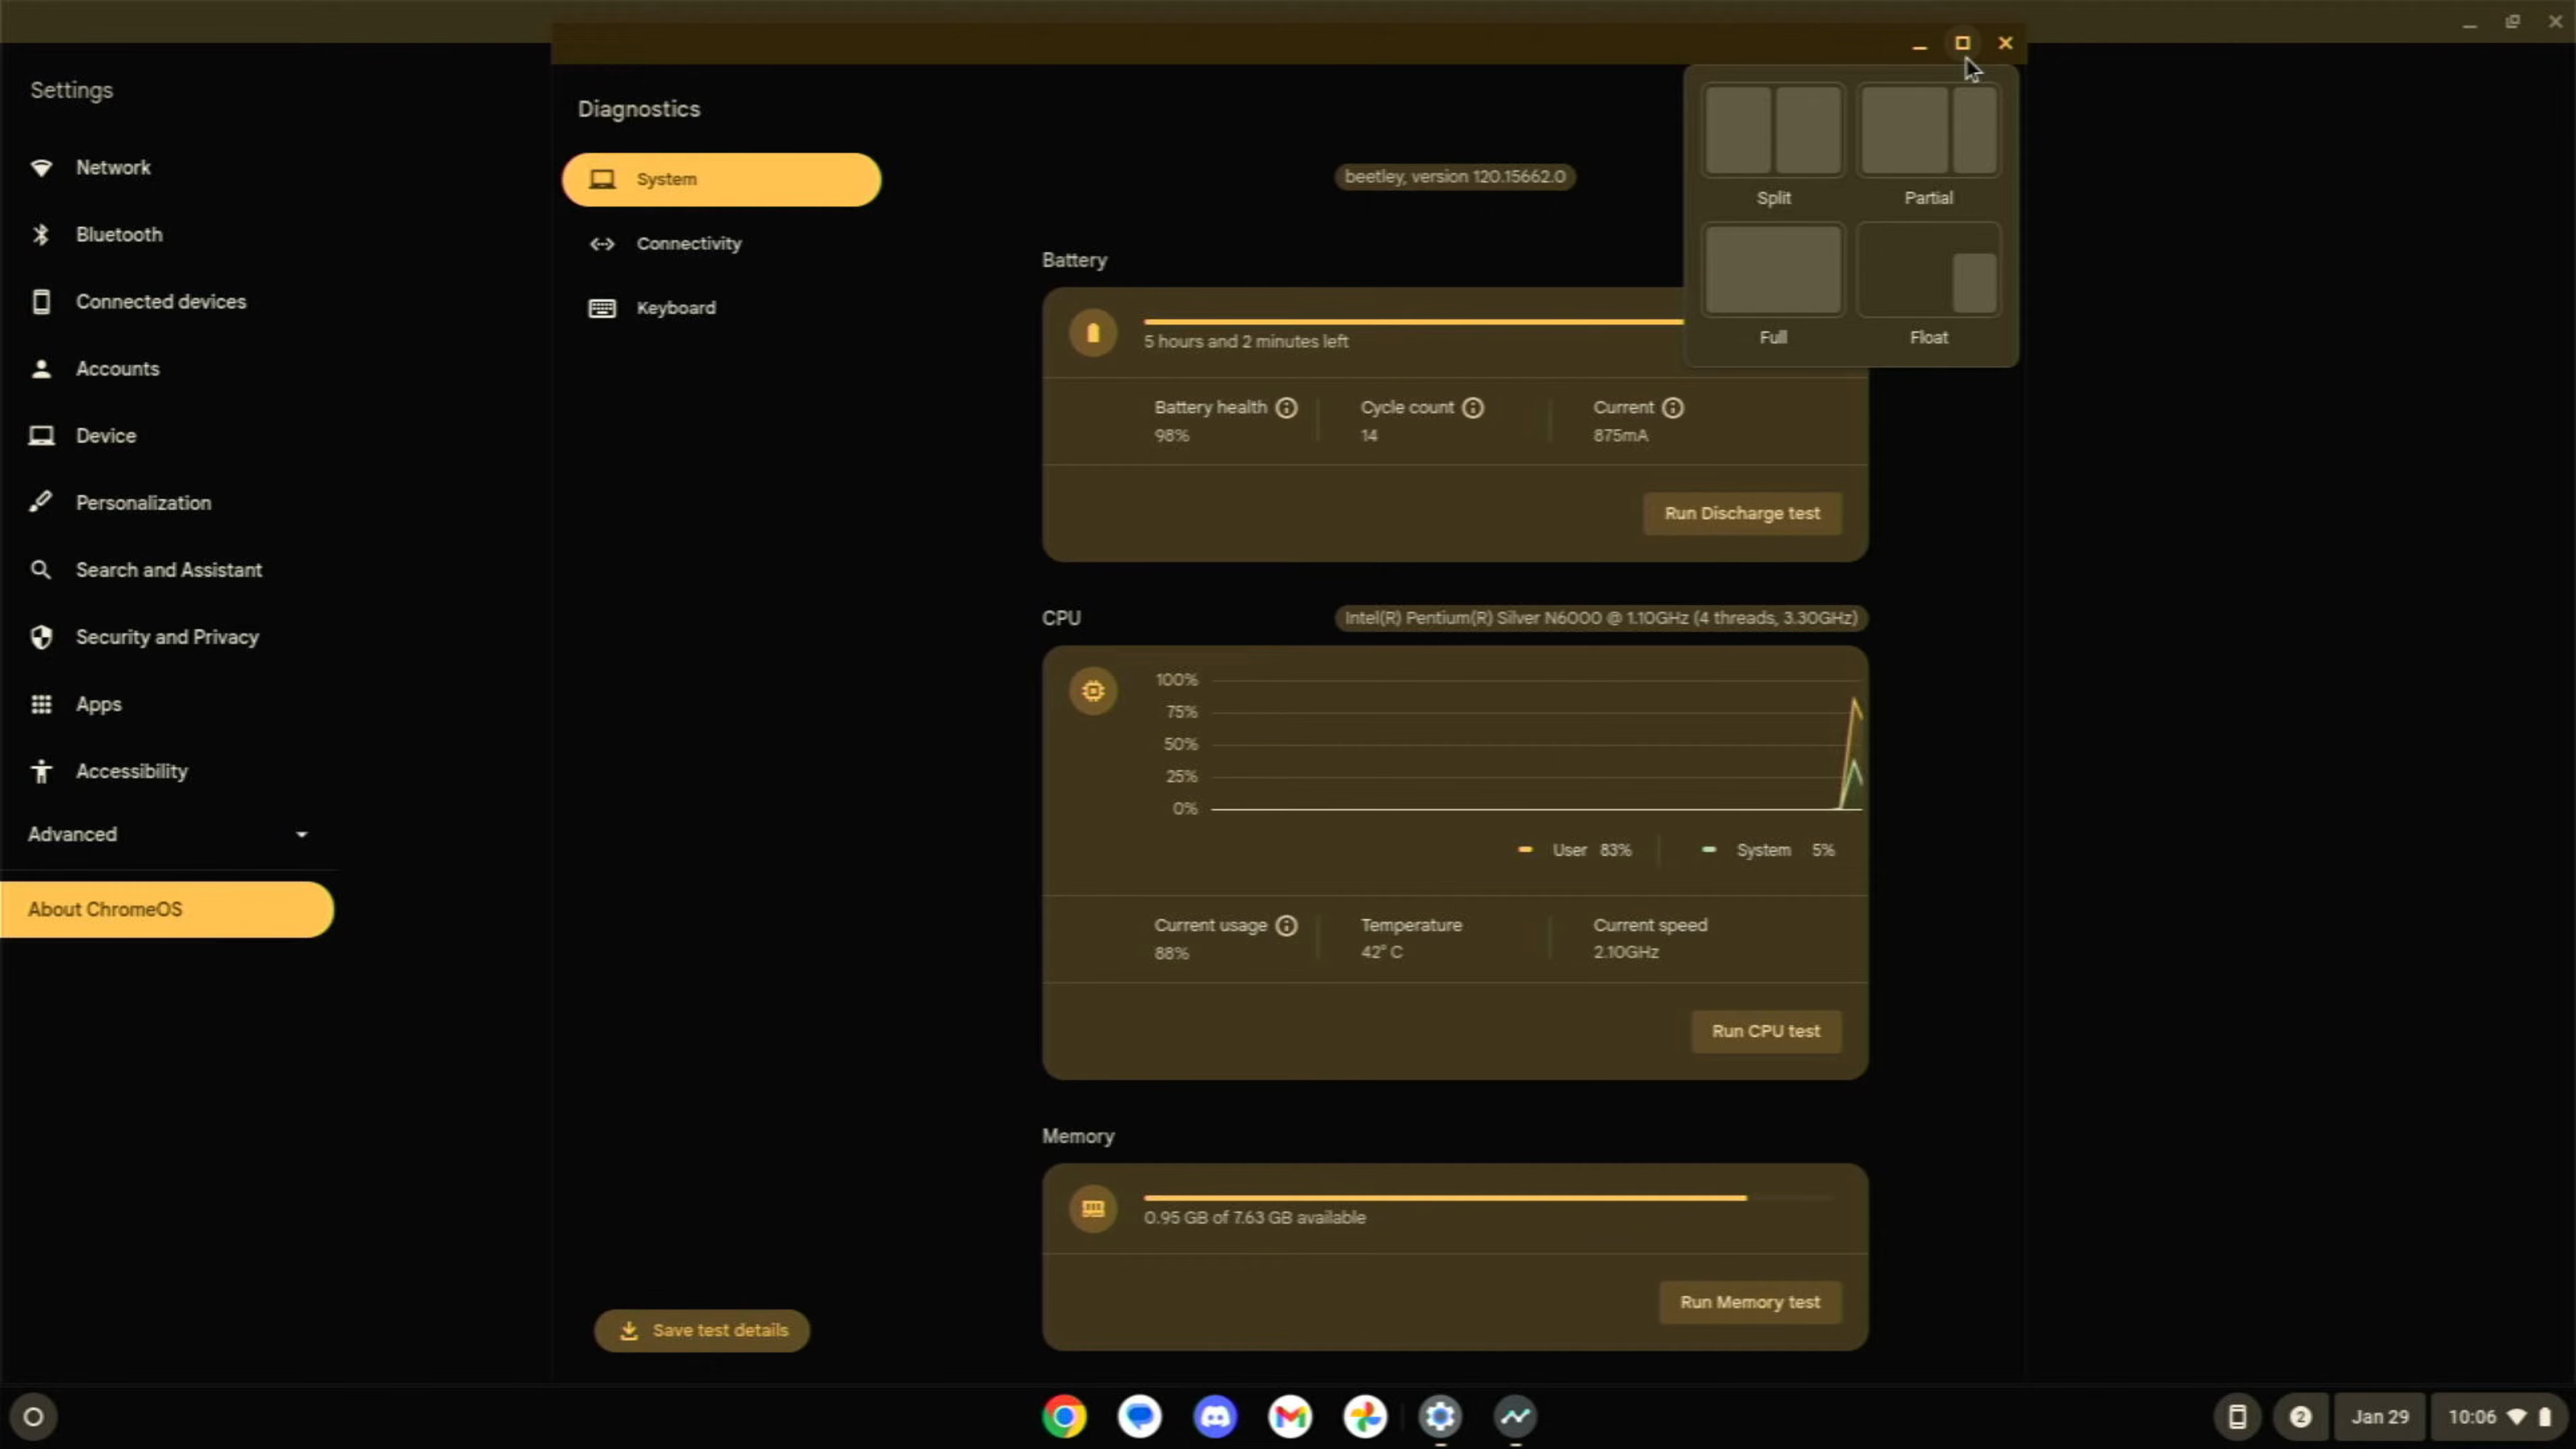 Settings
Network
Bluetooth
Connected devices
Accounts
Device
Personalization
Search and Assistant
Security and Privacy
Apps
Accessibility
Advanced
About ChromeOS
Diagnostics
System
Connectivity
Keyboard
Save test details
beetley, version 120.15662.0
Split
Partial
Full
Float
Battery
5 hours and 2 minutes left
Battery health
98%
Cycle count
14
Current
875mA
Run Discharge test
CPU
Intel(R) Pentium(R) Silver N6000 @ 1.10GHz (4 threads, 3.30GHz)
100%
75%
50%
25%
0%
User 83%
System 5%
Current usage
88%
Temperature
42° C
Current speed
2.10GHz
Run CPU test
Memory
0.95 GB of 7.63 GB available
Run Memory test
2
Jan 29
10:06